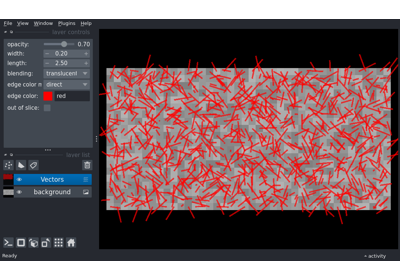 File View Window Plugins Help
layer controls
opacity: 0.70
width: 0.20
length: 2.50
blending: translucent
edge color m direct
edge color: red
out of slice:
layer list
Vectors
background
Ready
activity